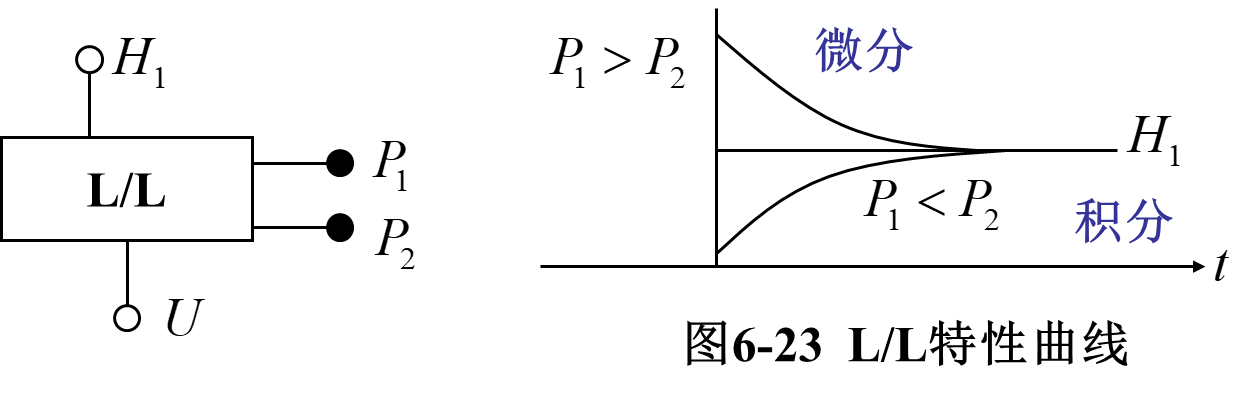 H₁
L/L
P₁
P₂
U
P₁ > P₂
微分
H₁
P₁ < P₂
积分
t
图6-23 L/L特性曲线